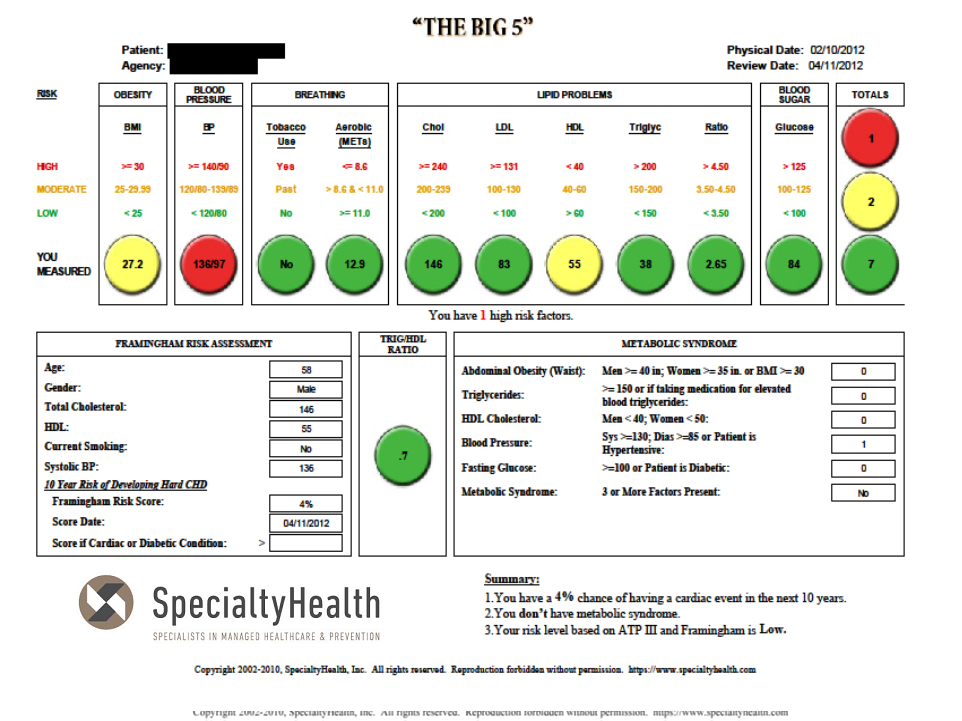 “THE BIG 5”
Patient:
Agency:
Physical Date: 02/10/2012
Review Date: 04/11/2012
RISK OBESITY BLOOD PRESSURE BREATHING LIPID PROBLEMS BLOOD SUGAR TOTALS
BMI BP Tobacco Use Aerobic (METs) Chol LDL HDL Triglyc Ratio Glucose
1
HIGH >= 30 >= 140/90 Yes <= 8.6 >= 240 >= 131 < 40 > 200 > 4.50 > 125
MODERATE 25-29.99 120/80-139/89 Past > 8.6 & < 11.0 200-239 100-130 40-60 150-200 3.50-4.50 100-125
2
LOW < 25 < 120/80 No >= 11.0 < 200 < 100 > 60 < 150 < 3.50 < 100
YOU MEASURED 27.2 136/97 No 12.9 146 83 55 38 2.65 84 7
You have 1 high risk factors.
FRAMINGHAM RISK ASSESSMENT
Age: 58
Gender: Male
Total Cholesterol: 146
HDL: 55
Current Smoking: No
Systolic BP: 136
10 Year Risk of Developing Hard CHD
Framingham Risk Score: 4%
Score Date: 04/11/2012
Score if Cardiac or Diabetic Condition: >
TRIG/HDL
RATIO
.7
METABOLIC SYNDROME
Abdominal Obesity (Waist): Men >= 40 in; Women >= 35 in. or BMI >= 30 0
Triglycerides: >= 150 or if taking medication for elevated
blood triglycerides: 0
HDL Cholesterol: Men < 40; Women < 50: 0
Blood Pressure: Sys >=130; Dias >=85 or Patient is
Hypertensive: 1
Fasting Glucose: >=100 or Patient is Diabetic: 0
Metabolic Syndrome: 3 or More Factors Present: No
SpecialtyHealth
SPECIALISTS IN MANAGED HEALTHCARE & PREVENTION
Summary:
1.You have a 4% chance of having a cardiac event in the next 10 years.
2.You don’t have metabolic syndrome.
3.Your risk level based on ATP III and Framingham is Low.
Copyright 2002-2010, SpecialtyHealth, Inc. All rights reserved. Reproduction forbidden without permission. https://www.specialtyhealth.com
Copyright 2002-2010, SpecialtyHealth, Inc. All rights reserved. Reproduction forbidden without permission. https://www.specialtyhealth.com